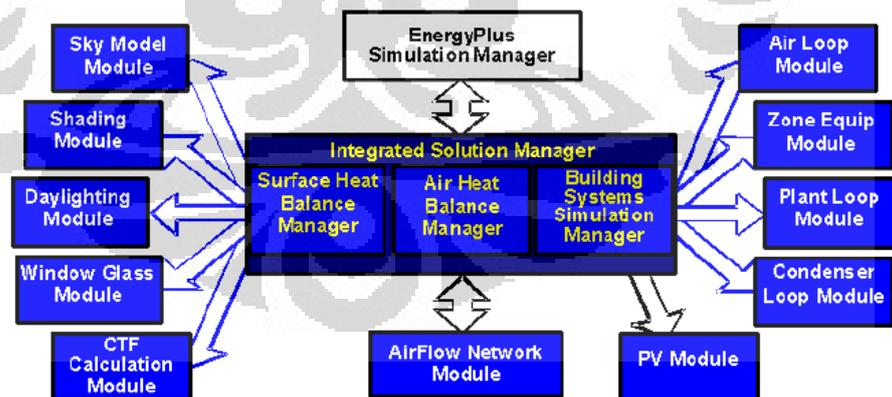 EnergyPlus
Simulation Manager
Sky Model
Module
Shading
Module
Daylighting
Module
Window Glass
Module
CTF
Calculation
Module
Integrated Solution Manager
Surface Heat
Balance
Manager
Air Heat
Balance
Manager
Building
Systems
Simulation
Manager
AirFlow Network
Module
PV Module
Air Loop
Module
Zone Equip
Module
Plant Loop
Module
Condenser
Loop Module